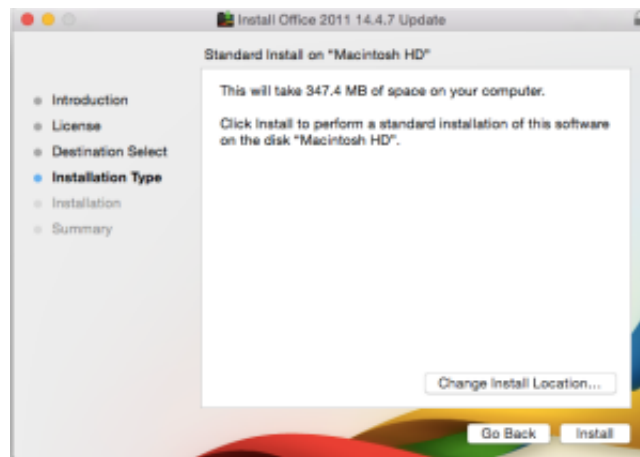 Install Office 2011 14.4.7 Update
Standard Install on "Macintosh HD"
Introduction
License
Destination Select
Installation Type
Installation
Summary
This will take 347.4 MB of space on your computer.
Click Install to perform a standard installation of this software
on the disk "Macintosh HD".
Change Install Location...
Go Back
Install